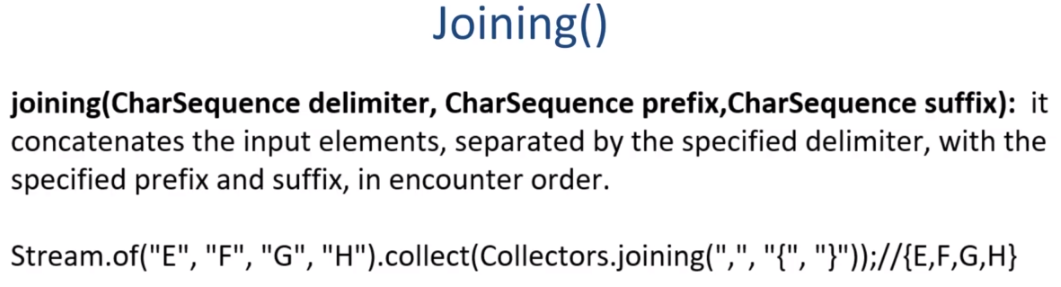 Joining()
joining(CharSequence delimiter, CharSequence prefix,CharSequence suffix): it
concatenates the input elements, separated by the specified delimiter, with the
specified prefix and suffix, in encounter order.
Stream.of("E", "F", "G", "H").collect(Collectors.joining(",", "{", "}"));//{E,F,G,H}